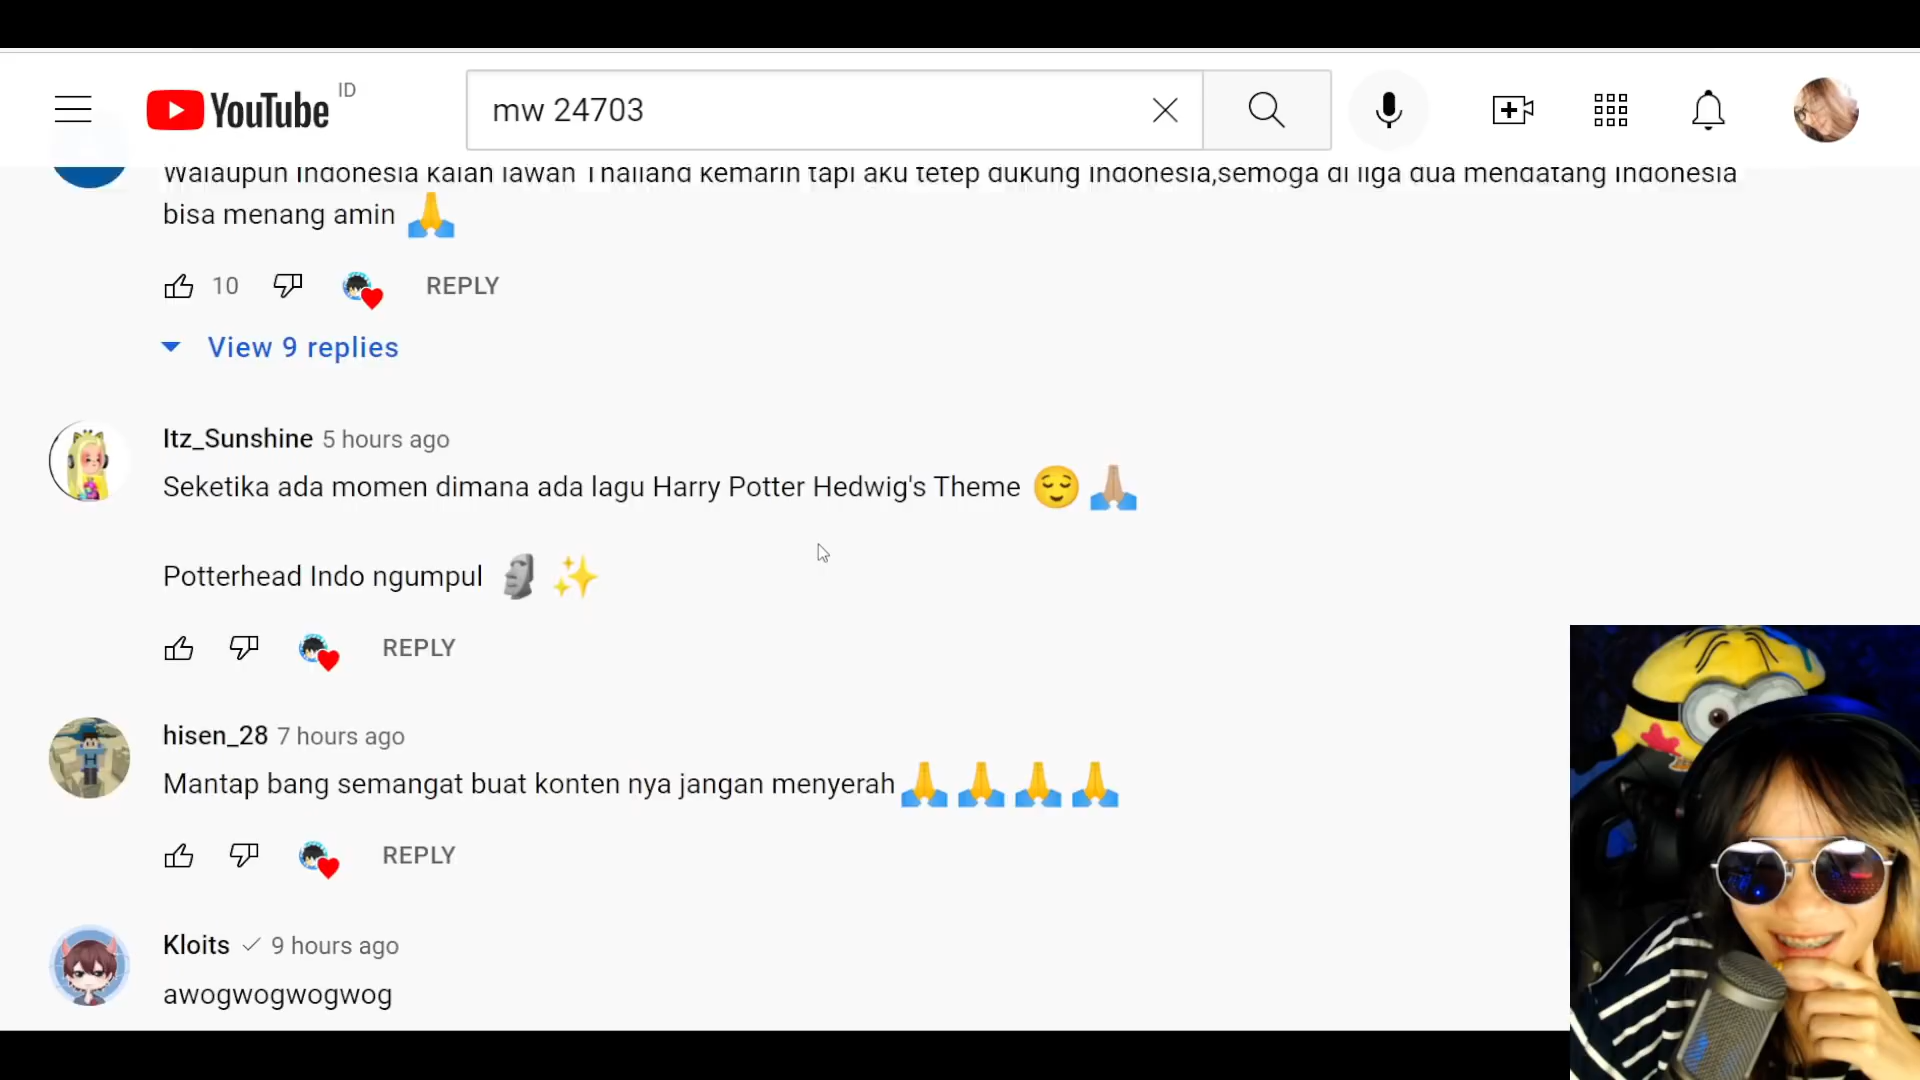 YouTube ID
mw 24703
Walaupun Indonesia kalah lawan Thailand kemarin tapi aku tetep dukung Indonesia,semoga di liga dua mendatang Indonesia
bisa menang amin 🙏
10 REPLY
View 9 replies
Itz_Sunshine 5 hours ago
Seketika ada momen dimana ada lagu Harry Potter Hedwig's Theme 😌🙏🏼
Potterhead Indo ngumpul 🗿✨
REPLY
hisen_28 7 hours ago
Mantap bang semangat buat konten nya jangan menyerah🙏🙏🙏🙏
REPLY
Kloits 9 hours ago
awogwogwogwog